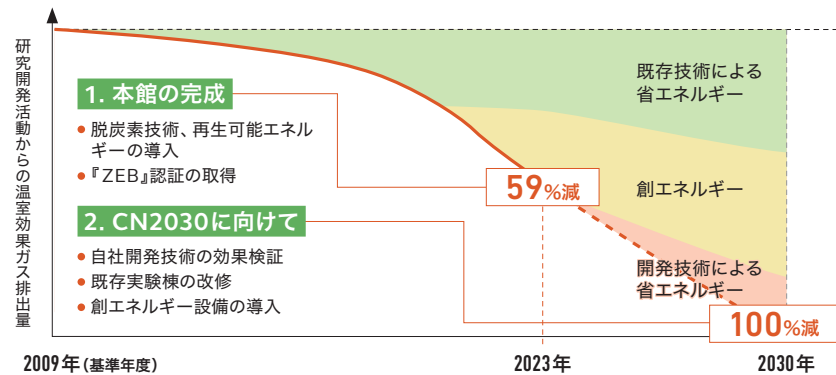 研究開発活動からの温室効果ガス排出量
1. 本館の完成
● 脱炭素技術、再生可能エネル
ギーの導入
● 『ZEB』認証の取得
2. CN2030に向けて
● 自社開発技術の効果検証
● 既存実験棟の改修
● 創エネルギー設備の導入
既存技術による
省エネルギー
59%減
創エネルギー
開発技術による
省エネルギー
100%減
2009年(基準年度)
2023年
2030年